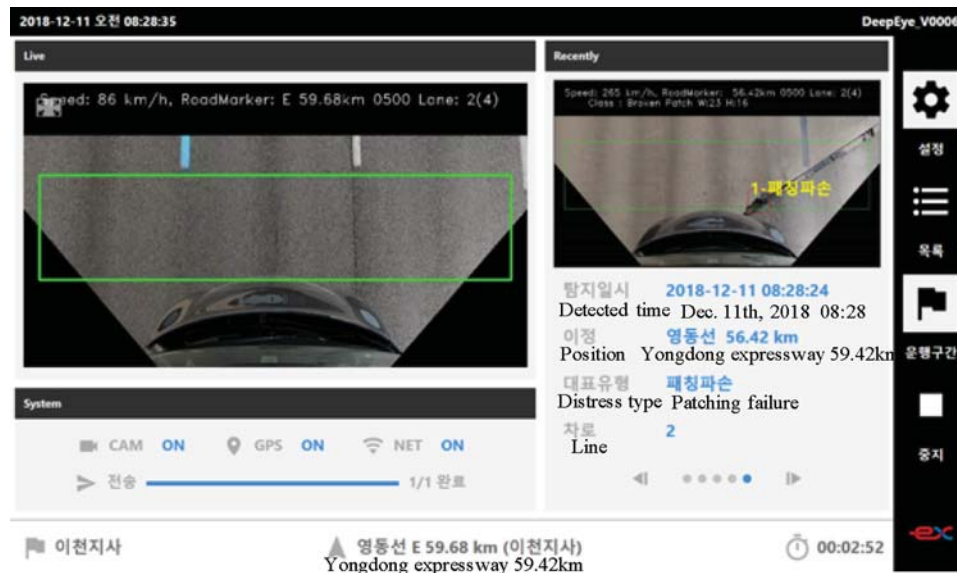 2018-12-11 오전 08:28:35
DeepEye_V0006
Live
Speed: 86 km/h, RoadMarker: E 59.68km 0500 Lane: 2(4)
System
CAM ON GPS ON NET ON
전송 1/1 완료
Recently
Speed: 265 km/h, RoadMarker: 56.42km 0500 Lane: 2(4)
Class : Broken Patch W:23 H:16
1-패칭파손
탐지일시 2018-12-11 08:28:24
Detected time Dec. 11th, 2018 08:28
이정 영동선 56.42 km
Position Yongdong expressway 59.42km
대표유형 패칭파손
Distress type Patching failure
차로 2
Line
설정
목록
운행구간
중지
ex
이천지사
영동선 E 59.68 km (이천지사)
Yongdong expressway 59.42km
00:02:52